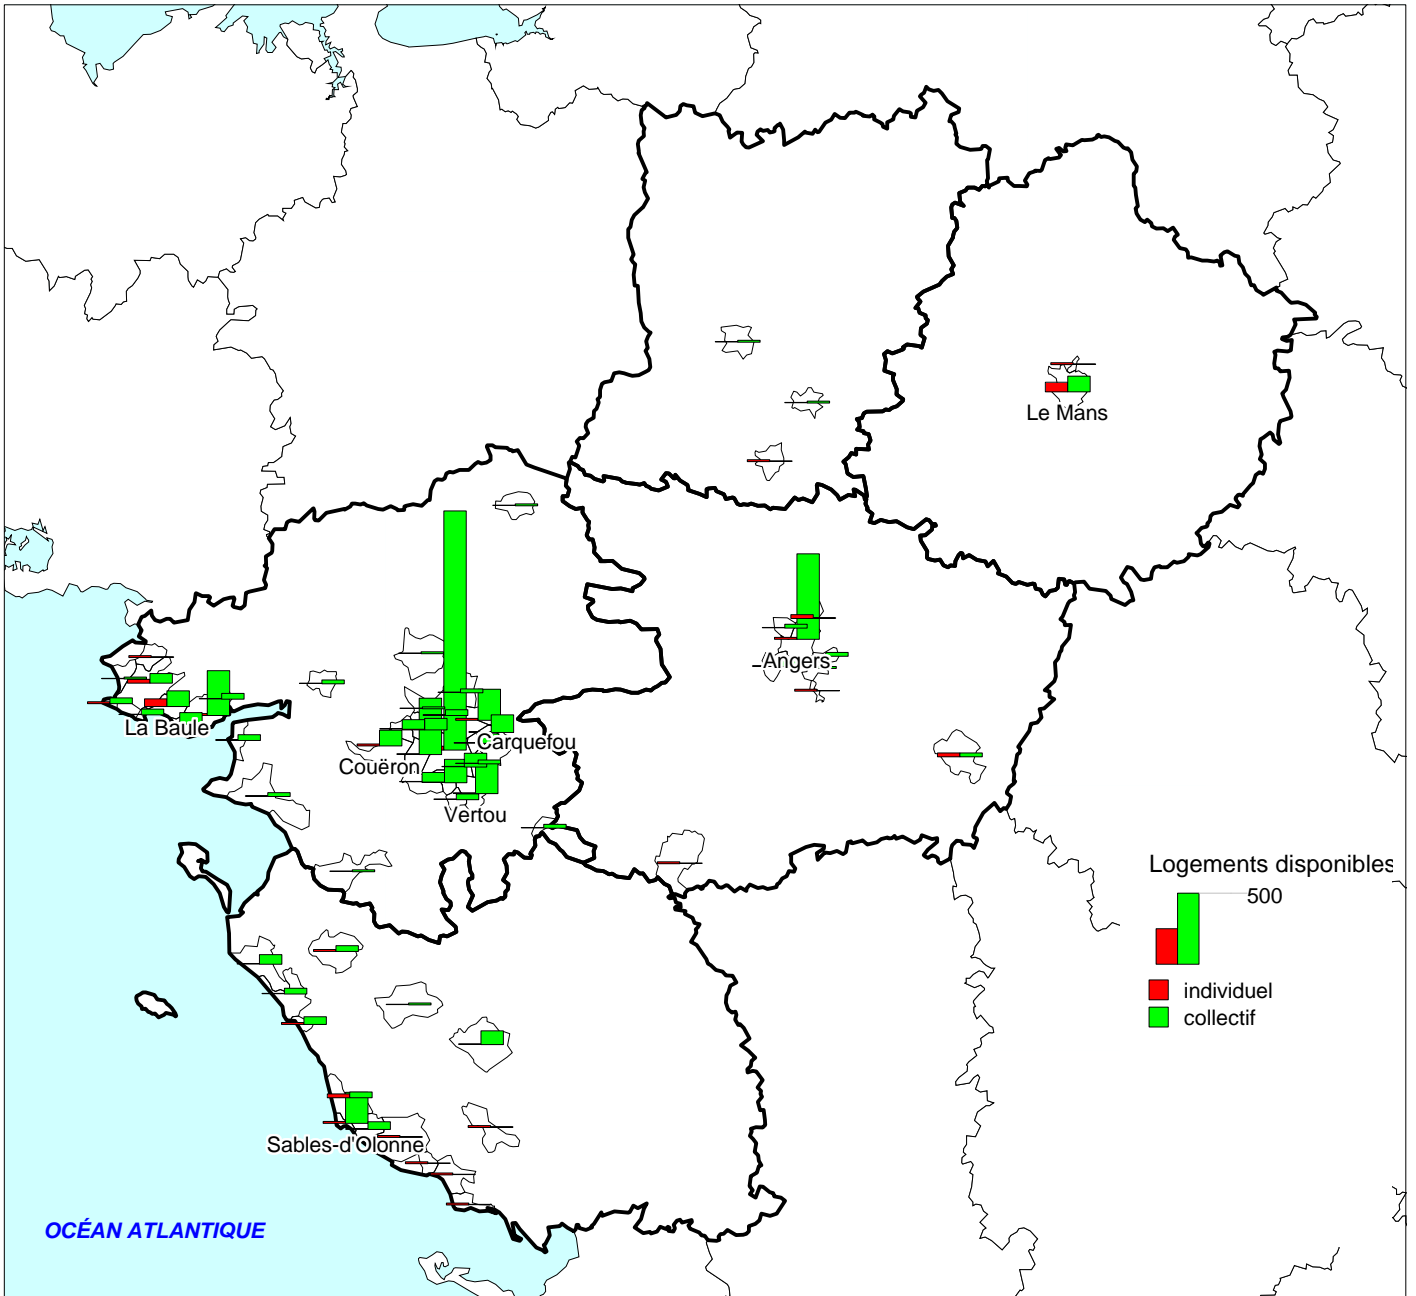 Le Mans
Angers
La Baule
Carquefou
Couëron
Vertou
Logements disponibles
500
individuel
collectif
Sables-d'Olonne
OCÉAN ATLANTIQUE